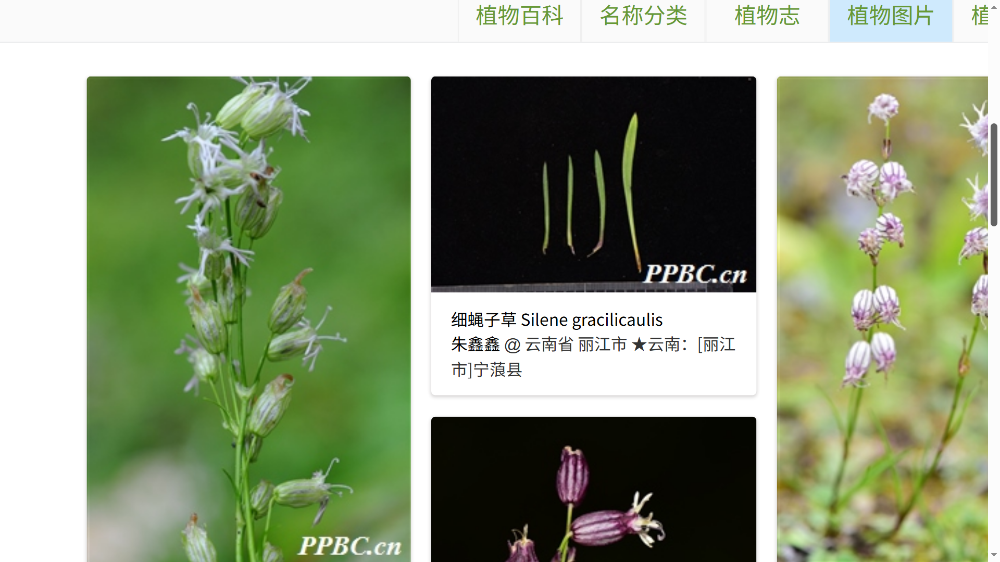 植物百科
名称分类
植物志
植物图片
植
PPBC.cn
细蝇子草 Silene gracilicaulis
朱鑫鑫 @ 云南省 丽江市 ★云南：[丽江
市]宁蒗县
PPBC.cn